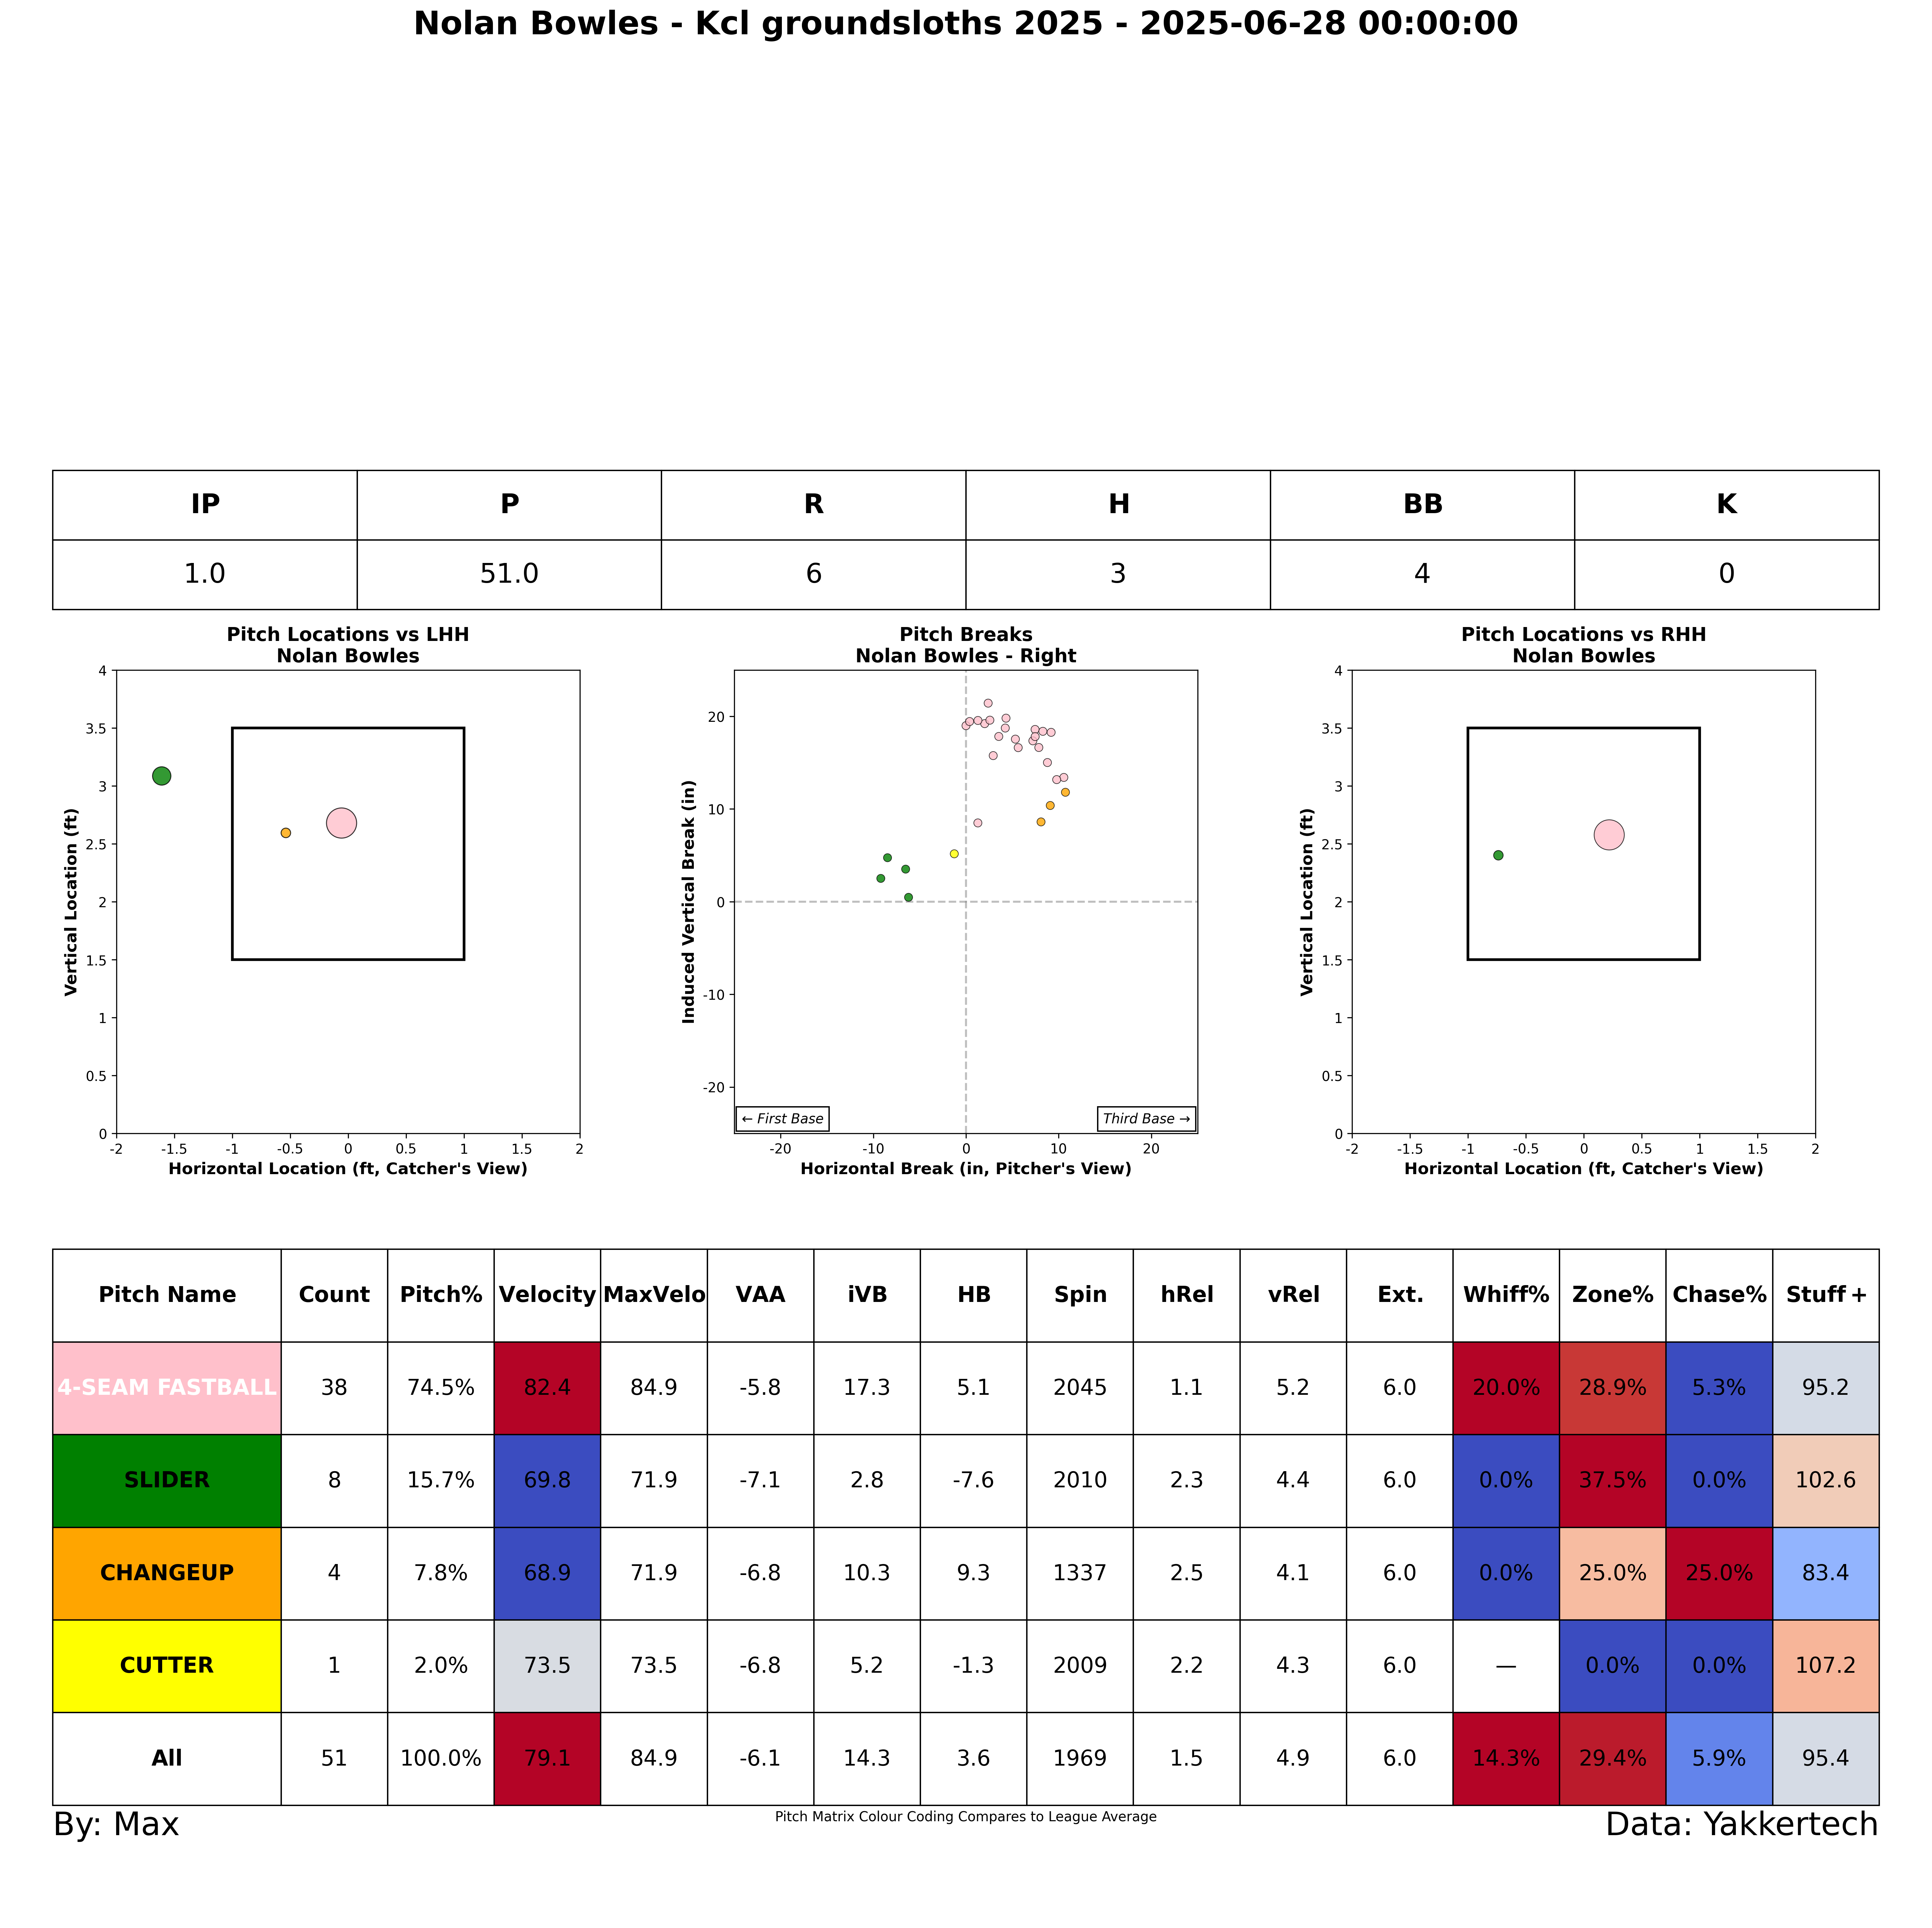 Nolan Bowles - Kcl groundsloths 2025 - 2025-06-28 00:00:00
IP P R H BB K
1.0 51.0 6 3 4 0
Pitch Locations vs LHH
Nolan Bowles
4
3.5
3
2.5
2
1.5
1
0.5
0
-2 -1.5 -1 -0.5 0 0.5 1 1.5 2
Vertical Location (ft)
Horizontal Location (ft, Catcher's View)
Pitch Breaks
Nolan Bowles - Right
20
10
0
-10
-20
← First Base
Third Base →
-20 -10 0 10 20
Induced Vertical Break (in)
Horizontal Break (in, Pitcher's View)
Pitch Locations vs RHH
Nolan Bowles
4
3.5
3
2.5
2
1.5
1
0.5
0
-2 -1.5 -1 -0.5 0 0.5 1 1.5 2
Vertical Location (ft)
Horizontal Location (ft, Catcher's View)
Pitch Name Count Pitch% Velocity MaxVelo VAA iVB HB Spin hRel vRel Ext. Whiff% Zone% Chase% Stuff+
4-SEAM FASTBALL 38 74.5% 82.4 84.9 -5.8 17.3 5.1 2045 1.1 5.2 6.0 20.0% 28.9% 5.3% 95.2
SLIDER 8 15.7% 69.8 71.9 -7.1 2.8 -7.6 2010 2.3 4.4 6.0 0.0% 37.5% 0.0% 102.6
CHANGEUP 4 7.8% 68.9 71.9 -6.8 10.3 9.3 1337 2.5 4.1 6.0 0.0% 25.0% 25.0% 83.4
CUTTER 1 2.0% 73.5 73.5 -6.8 5.2 -1.3 2009 2.2 4.3 6.0 — 0.0% 0.0% 107.2
All 51 100.0% 79.1 84.9 -6.1 14.3 3.6 1969 1.5 4.9 6.0 14.3% 29.4% 5.9% 95.4
By: Max
Pitch Matrix Colour Coding Compares to League Average
Data: Yakkertech